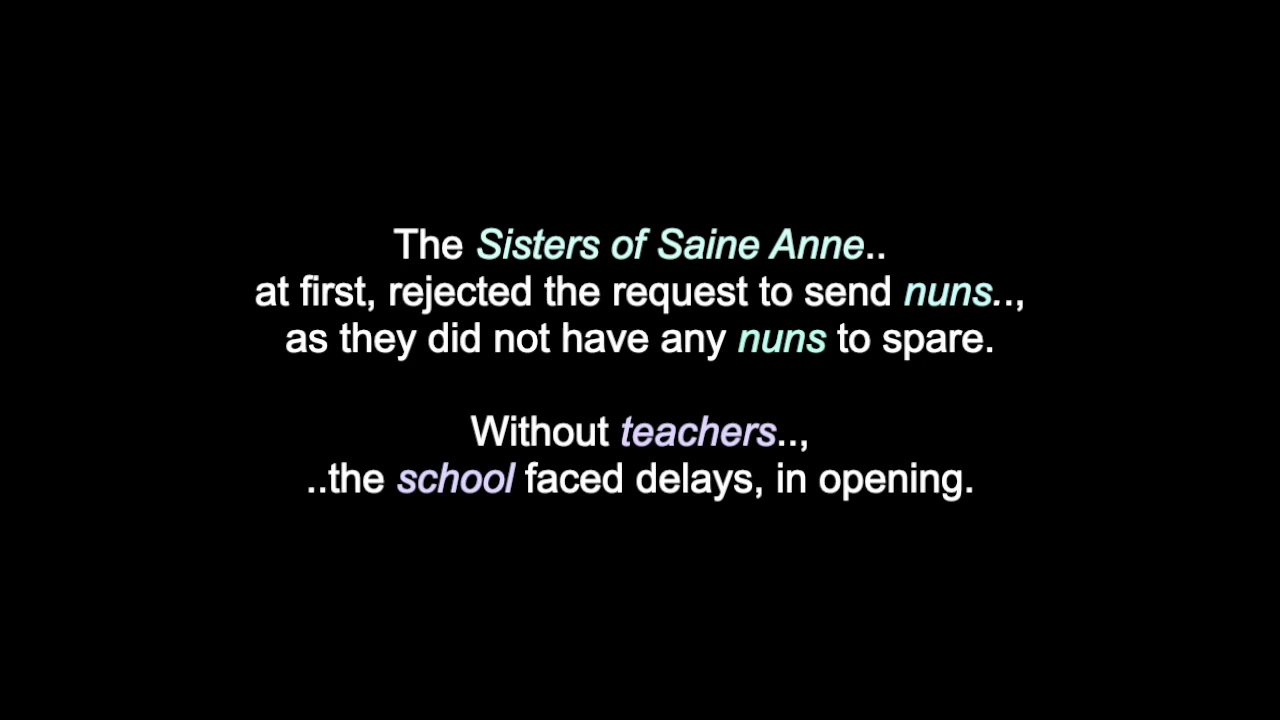 The Sisters of Saine Anne..
at first, rejected the request to send nuns..,
as they did not have any nuns to spare.
Without teachers..,
..the school faced delays, in opening.